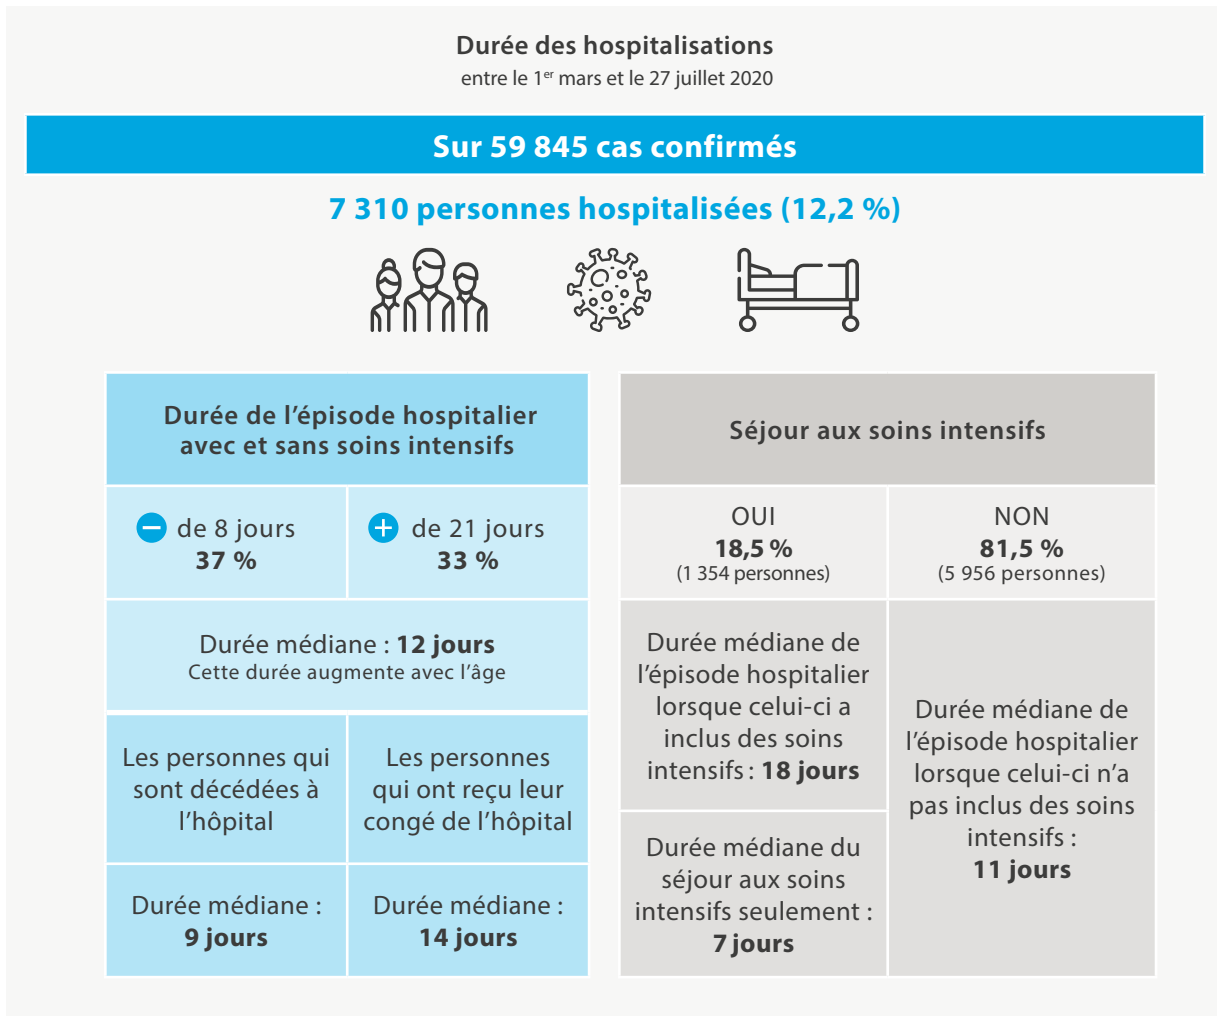 Durée des hospitalisations
entre le 1er mars et le 27 juillet 2020
Sur 59 845 cas confirmés
7 310 personnes hospitalisées (12,2 %)
Durée de l’épisode hospitalier
avec et sans soins intensifs
− de 8 jours
37 %
+ de 21 jours
33 %
Durée médiane : 12 jours
Cette durée augmente avec l’âge
Les personnes qui
sont décédées à
l’hôpital
Les personnes
qui ont reçu leur
congé de l’hôpital
Durée médiane :
9 jours
Durée médiane :
14 jours
Séjour aux soins intensifs
OUI
18,5 %
(1 354 personnes)
NON
81,5 %
(5 956 personnes)
Durée médiane de
l’épisode hospitalier
lorsque celui-ci a
inclus des soins
intensifs : 18 jours
Durée médiane du
séjour aux soins
intensifs seulement :
7 jours
Durée médiane de
l’épisode hospitalier
lorsque celui-ci n’a
pas inclus des soins
intensifs :
11 jours